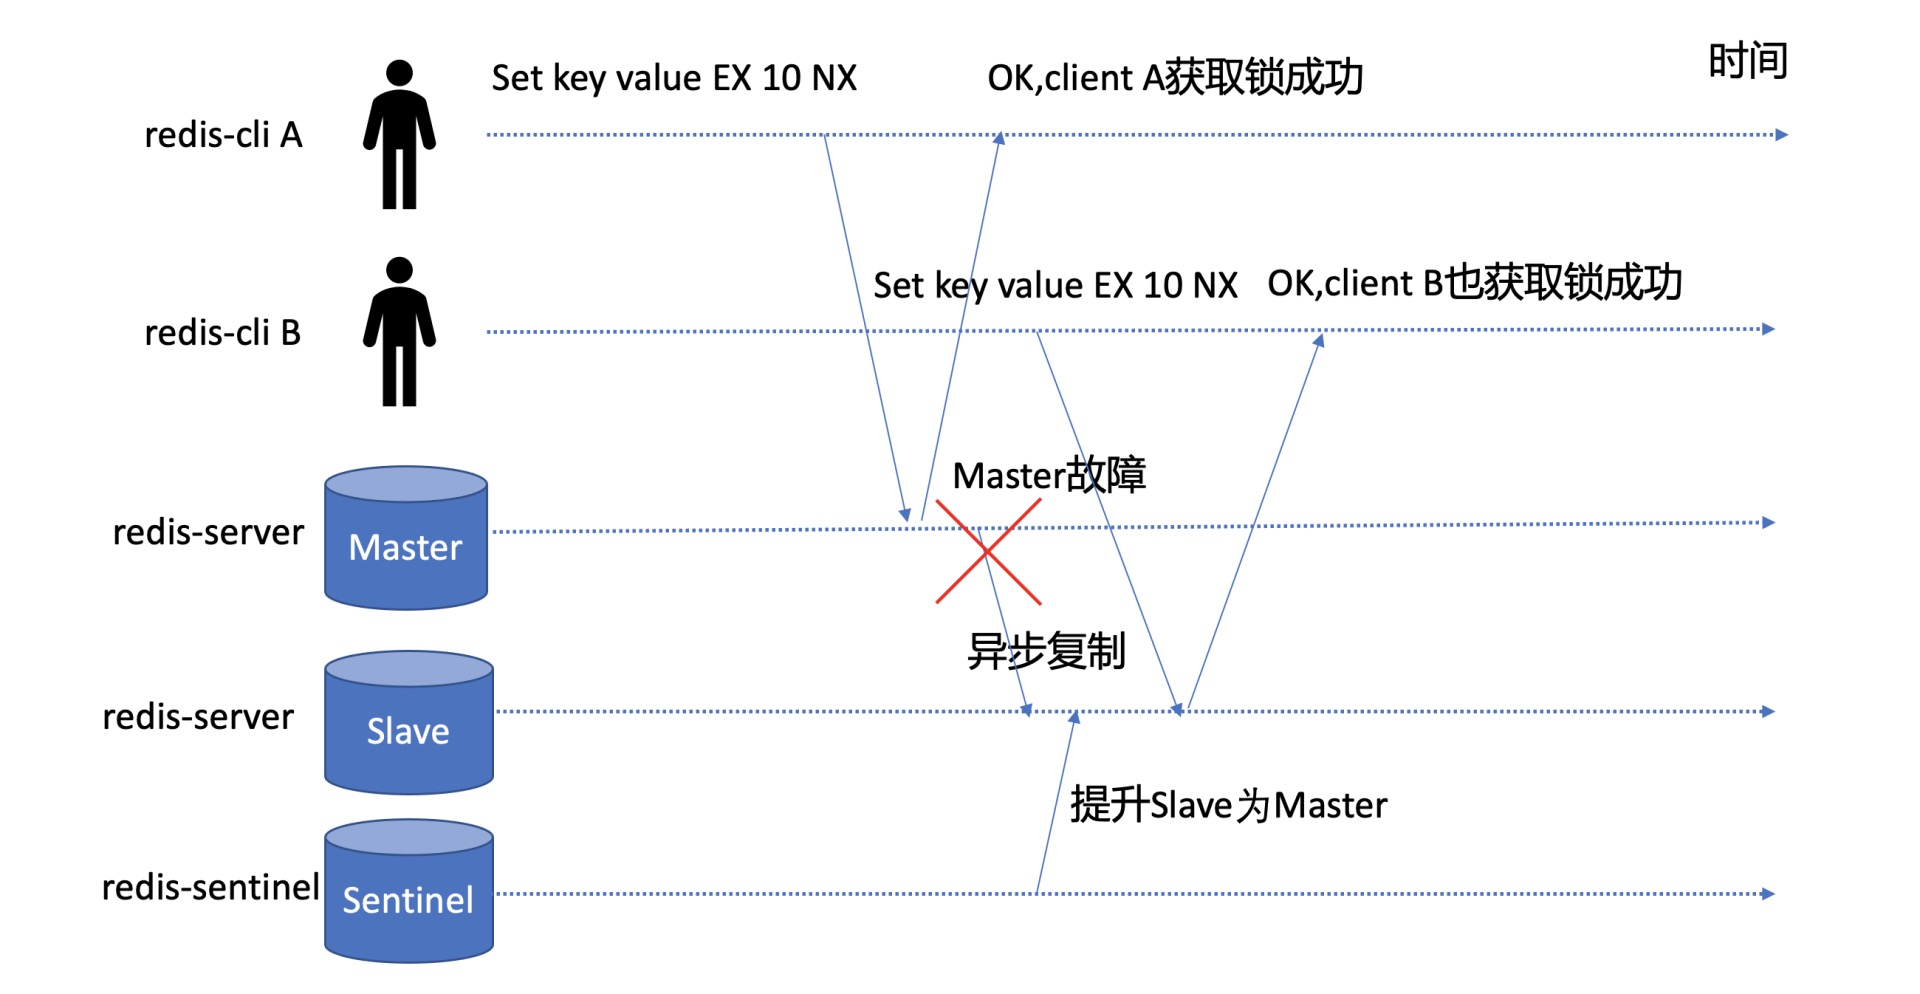 时间
Set key value EX 10 NX
OK,client A获取锁成功
redis-cli A
Set key value EX 10 NX
OK,client B也获取锁成功
redis-cli B
Master故障
redis-server
Master
异步复制
redis-server
Slave
提升Slave为Master
redis-sentinel
Sentinel